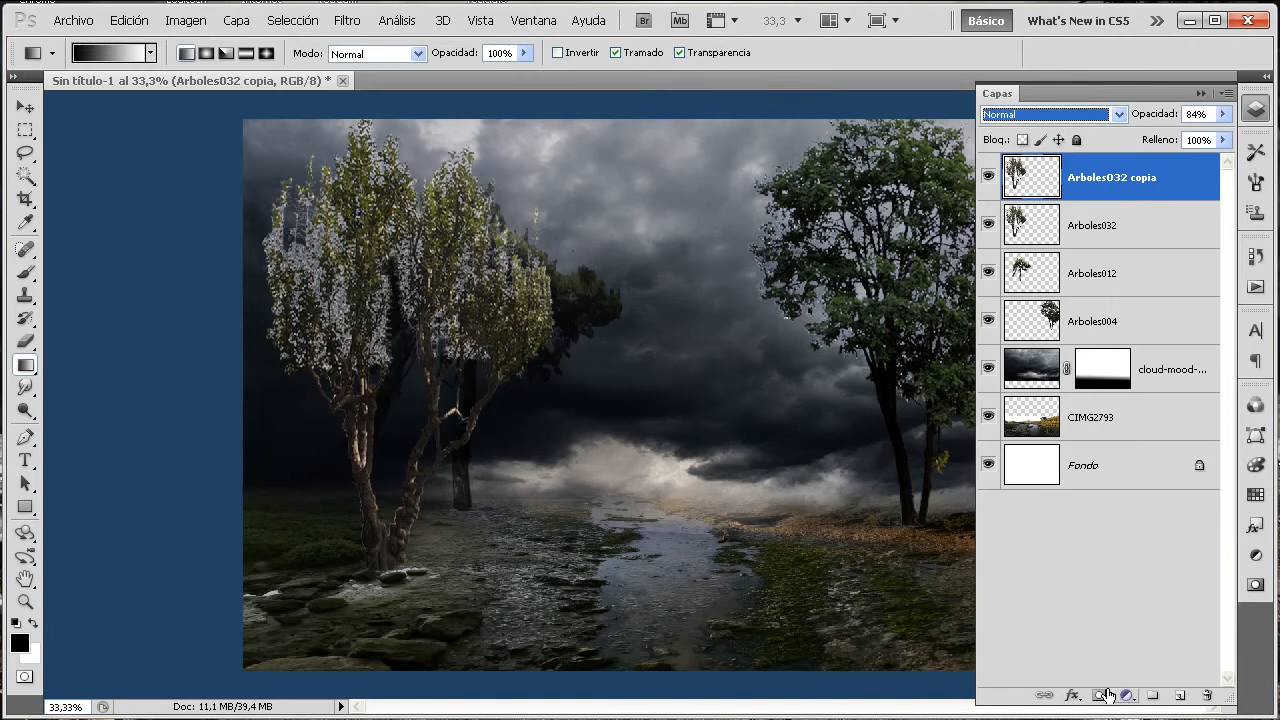 Ps Archivo Edición Imagen Capa Selección Filtro Análisis 3D Vista Ventana Ayuda Br Mb 33,3 Básico What's New in CS5
Modo: Normal Opacidad: 100% Invertir Tramado Transparencia
Sin título-1 al 33,3% (Arboles032 copia, RGB/8) *
Capas
Normal Opacidad: 84%
Bloq.: Relleno: 100%
Arboles032 copia
Arboles032
Arboles012
Arboles004
cloud-mood-...
CIMG2793
Fondo
33,33% Doc: 11,1 MB/39,4 MB